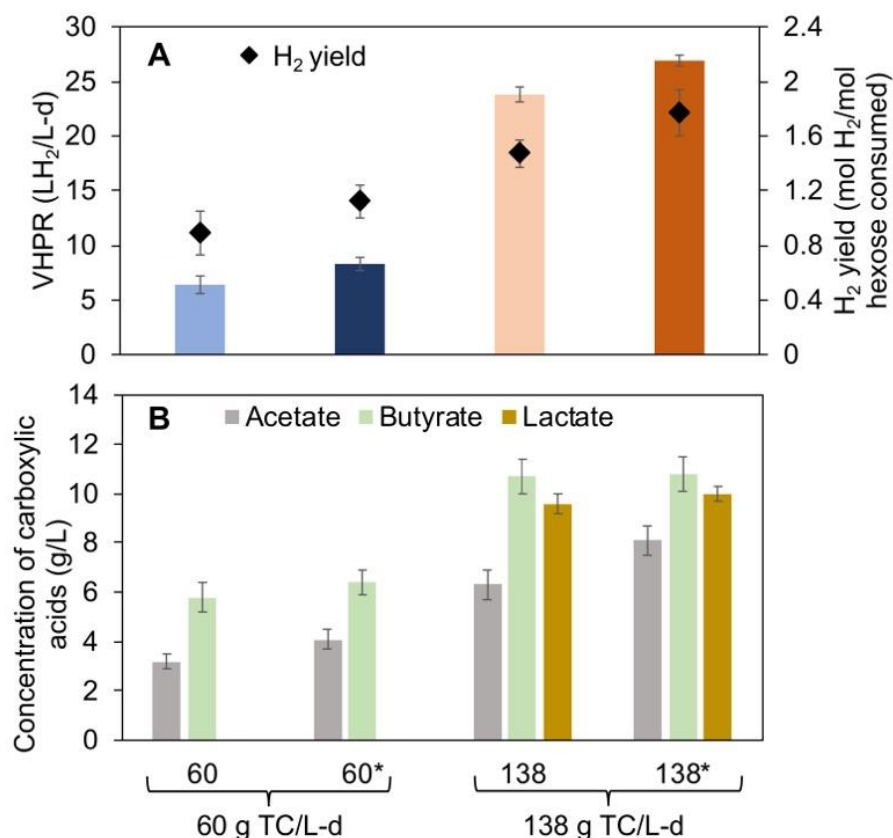 A
H₂ yield
VHPR (LH₂/L-d)
30
25
20
15
10
5
0
2.4
2
1.6
1.2
0.8
0.4
0
H₂ yield (mol H₂/mol
hexose consumed)
B
Acetate Butyrate Lactate
Concentration of carboxylic
acids (g/L)
14
12
10
8
6
4
2
0
60 60* 138 138*
60 g TC/L-d 138 g TC/L-d